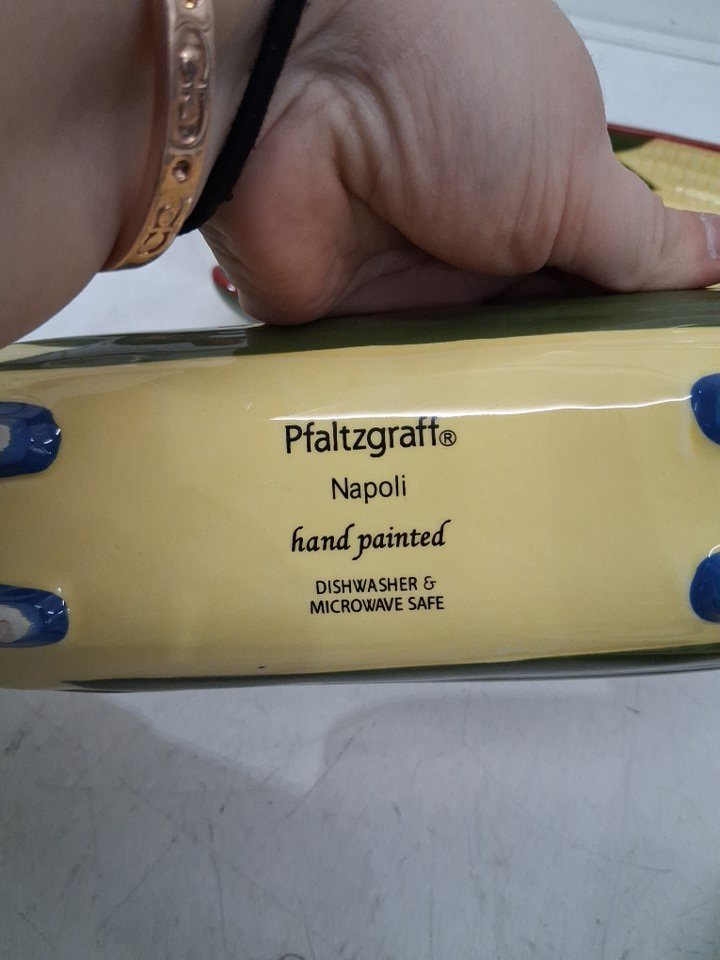 Pfaltzgraff®
Napoli
hand painted
DISHWASHER &
MICROWAVE SAFE